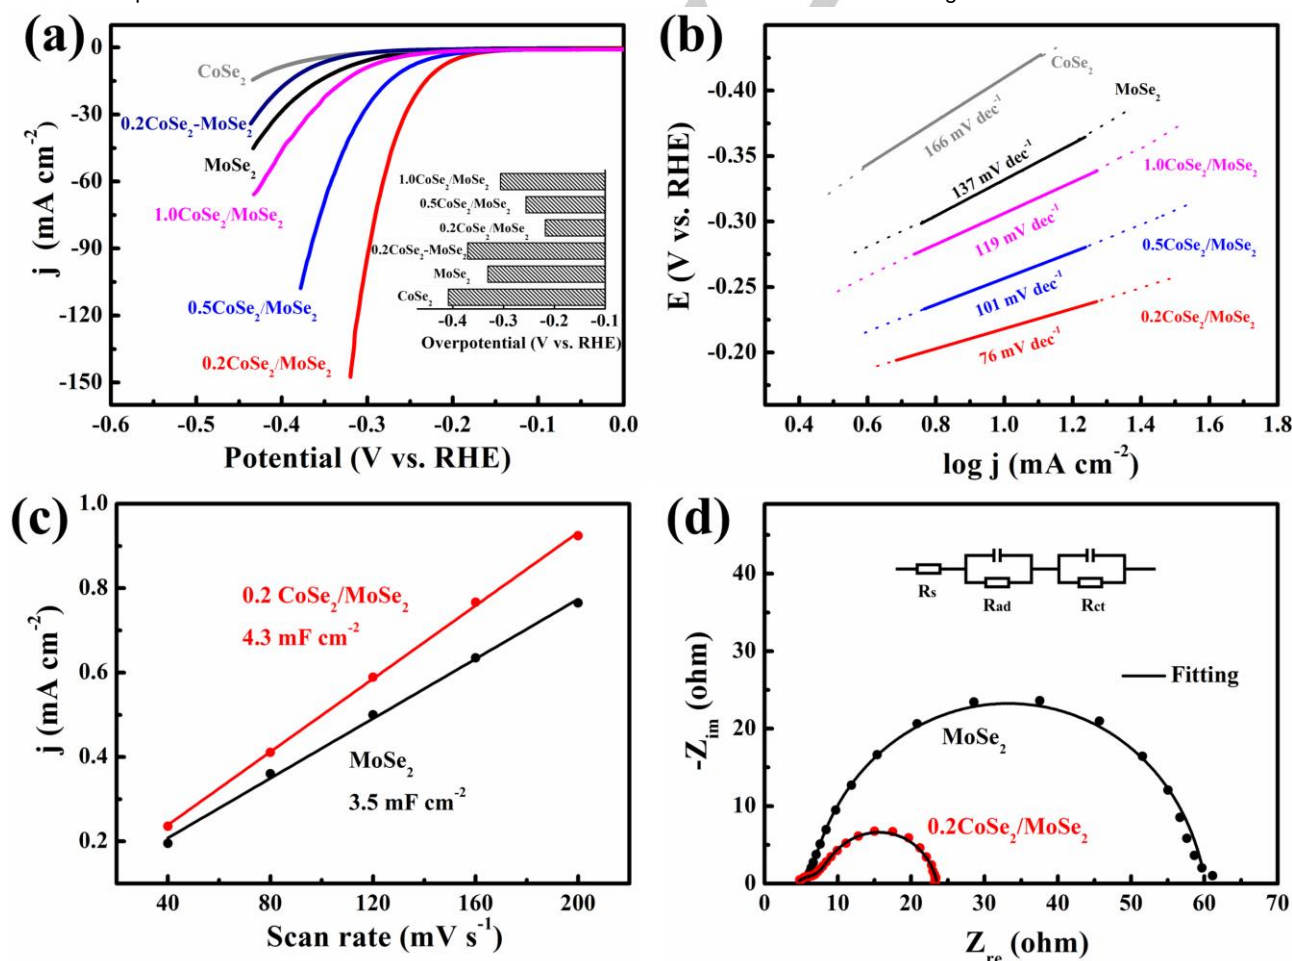 (a)
0
-30
-60
-90
-120
-150
j (mA cm⁻²)
CoSe₂
0.2CoSe₂-MoSe₂
MoSe₂
1.0CoSe₂/MoSe₂
0.5CoSe₂/MoSe₂
0.2CoSe₂/MoSe₂
1.0CoSe₂/MoSe₂
0.5CoSe₂/MoSe₂
0.2CoSe₂/MoSe₂
0.2CoSe₂-MoSe₂
MoSe₂
CoSe₂
-0.4 -0.3 -0.2 -0.1
Overpotential (V vs. RHE)
-0.6 -0.5 -0.4 -0.3 -0.2 -0.1 0.0
Potential (V vs. RHE)
(b)
-0.40
-0.35
-0.30
-0.25
-0.20
E (V vs. RHE)
CoSe₂
166 mV dec⁻¹
MoSe₂
137 mV dec⁻¹
1.0CoSe₂/MoSe₂
119 mV dec⁻¹
0.5CoSe₂/MoSe₂
101 mV dec⁻¹
0.2CoSe₂/MoSe₂
76 mV dec⁻¹
0.4 0.6 0.8 1.0 1.2 1.4 1.6 1.8
log j (mA cm⁻²)
(c)
1.0
0.8
0.6
0.4
0.2
j (mA cm⁻²)
0.2 CoSe₂/MoSe₂
4.3 mF cm⁻²
MoSe₂
3.5 mF cm⁻²
40 80 120 160 200
Scan rate (mV s⁻¹)
(d)
40
30
20
10
0
-Zim (ohm)
Rs
Rad
Rct
Fitting
MoSe₂
0.2CoSe₂/MoSe₂
0 10 20 30 40 50 60 70
Zre (ohm)